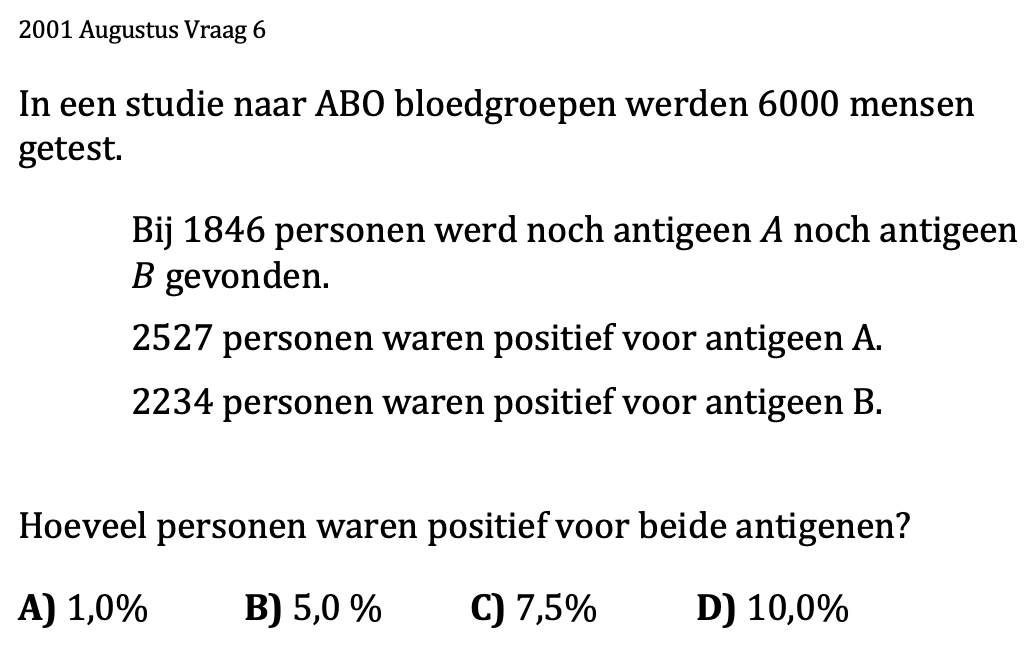 2001 Augustus Vraag 6
In een studie naar ABO bloedgroepen werden 6000 mensen
getest.
Bij 1846 personen werd noch antigeen A noch antigeen
B gevonden.
2527 personen waren positief voor antigeen A.
2234 personen waren positief voor antigeen B.
Hoeveel personen waren positief voor beide antigenen?
A) 1,0% B) 5,0 % C) 7,5% D) 10,0%